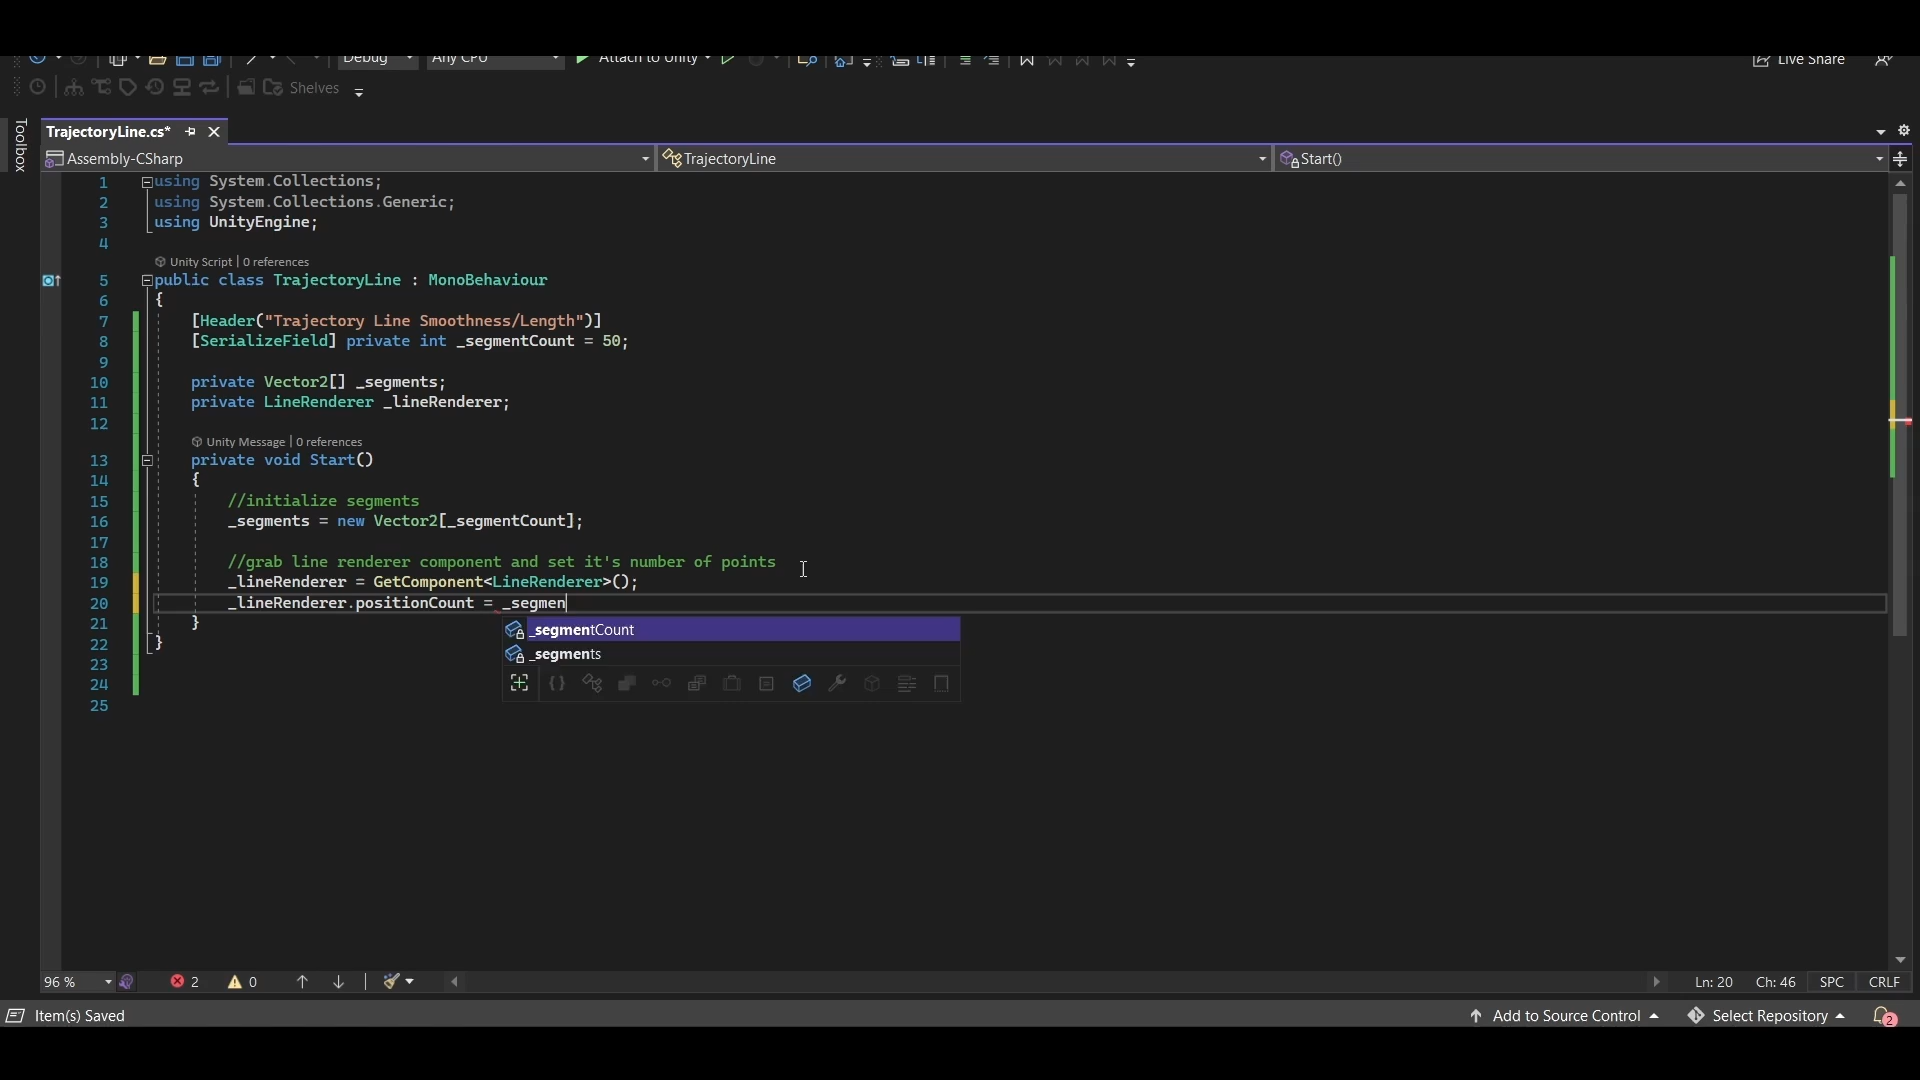 Debug Any CPU Attach to Unity Live Share
Shelves
Toolbox
TrajectoryLine.cs*
Assembly-CSharp TrajectoryLine Start()
1 using System.Collections;
2 using System.Collections.Generic;
3 using UnityEngine;
4
Unity Script | 0 references
5 public class TrajectoryLine : MonoBehaviour
6 {
7 [Header("Trajectory Line Smoothness/Length")]
8 [SerializeField] private int _segmentCount = 50;
9
10 private Vector2[] _segments;
11 private LineRenderer _lineRenderer;
12
Unity Message | 0 references
13 private void Start()
14 {
15 //initialize segments
16 _segments = new Vector2[_segmentCount];
17
18 //grab line renderer component and set it's number of points
19 _lineRenderer = GetComponent<LineRenderer>();
20 _lineRenderer.positionCount = _segmen
21 }
_segmentCount
22 }
_segments
23
24
25
96 % 2 0 Ln: 20 Ch: 46 SPC CRLF
Item(s) Saved Add to Source Control Select Repository 2